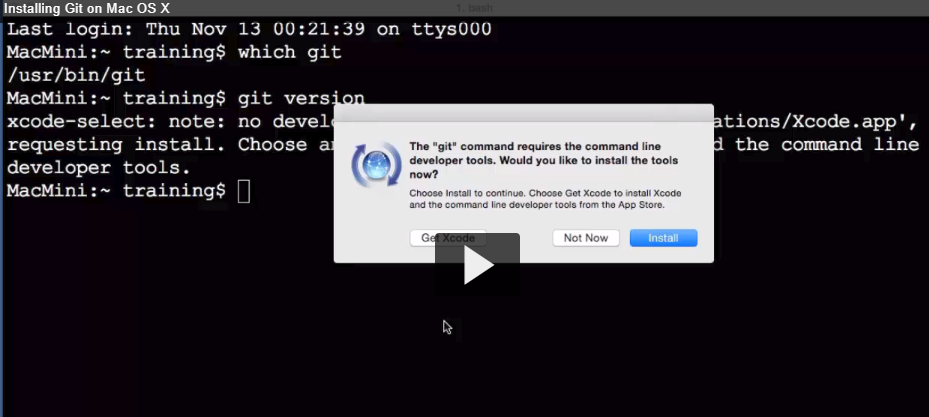 Installing Git on Mac OS X
1. bash
Last login: Thu Nov 13 00:21:39 on ttys000
MacMini:~ training$ which git
/usr/bin/git
MacMini:~ training$ git version
xcode-select: note: no develo ations/Xcode.app',
requesting install. Choose an d the command line
developer tools.
MacMini:~ training$
The "git" command requires the command line
developer tools. Would you like to install the tools
now?
Choose Install to continue. Choose Get Xcode to install Xcode
and the command line developer tools from the App Store.
Get Xcode Not Now Install